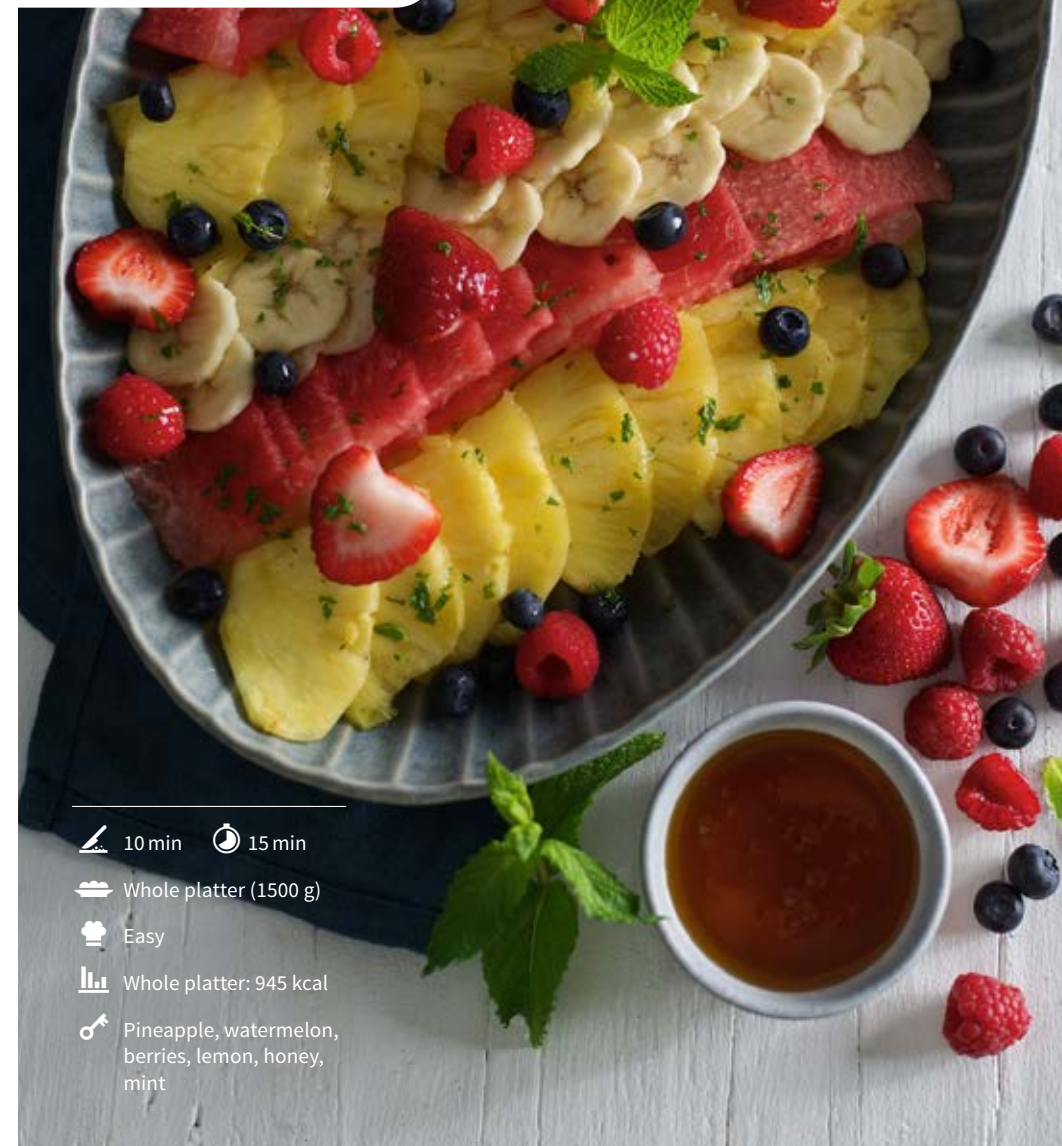 10 min 15 min
Whole platter (1500 g)
Easy
Whole platter: 945 kcal
Pineapple, watermelon,
berries, lemon, honey,
mint